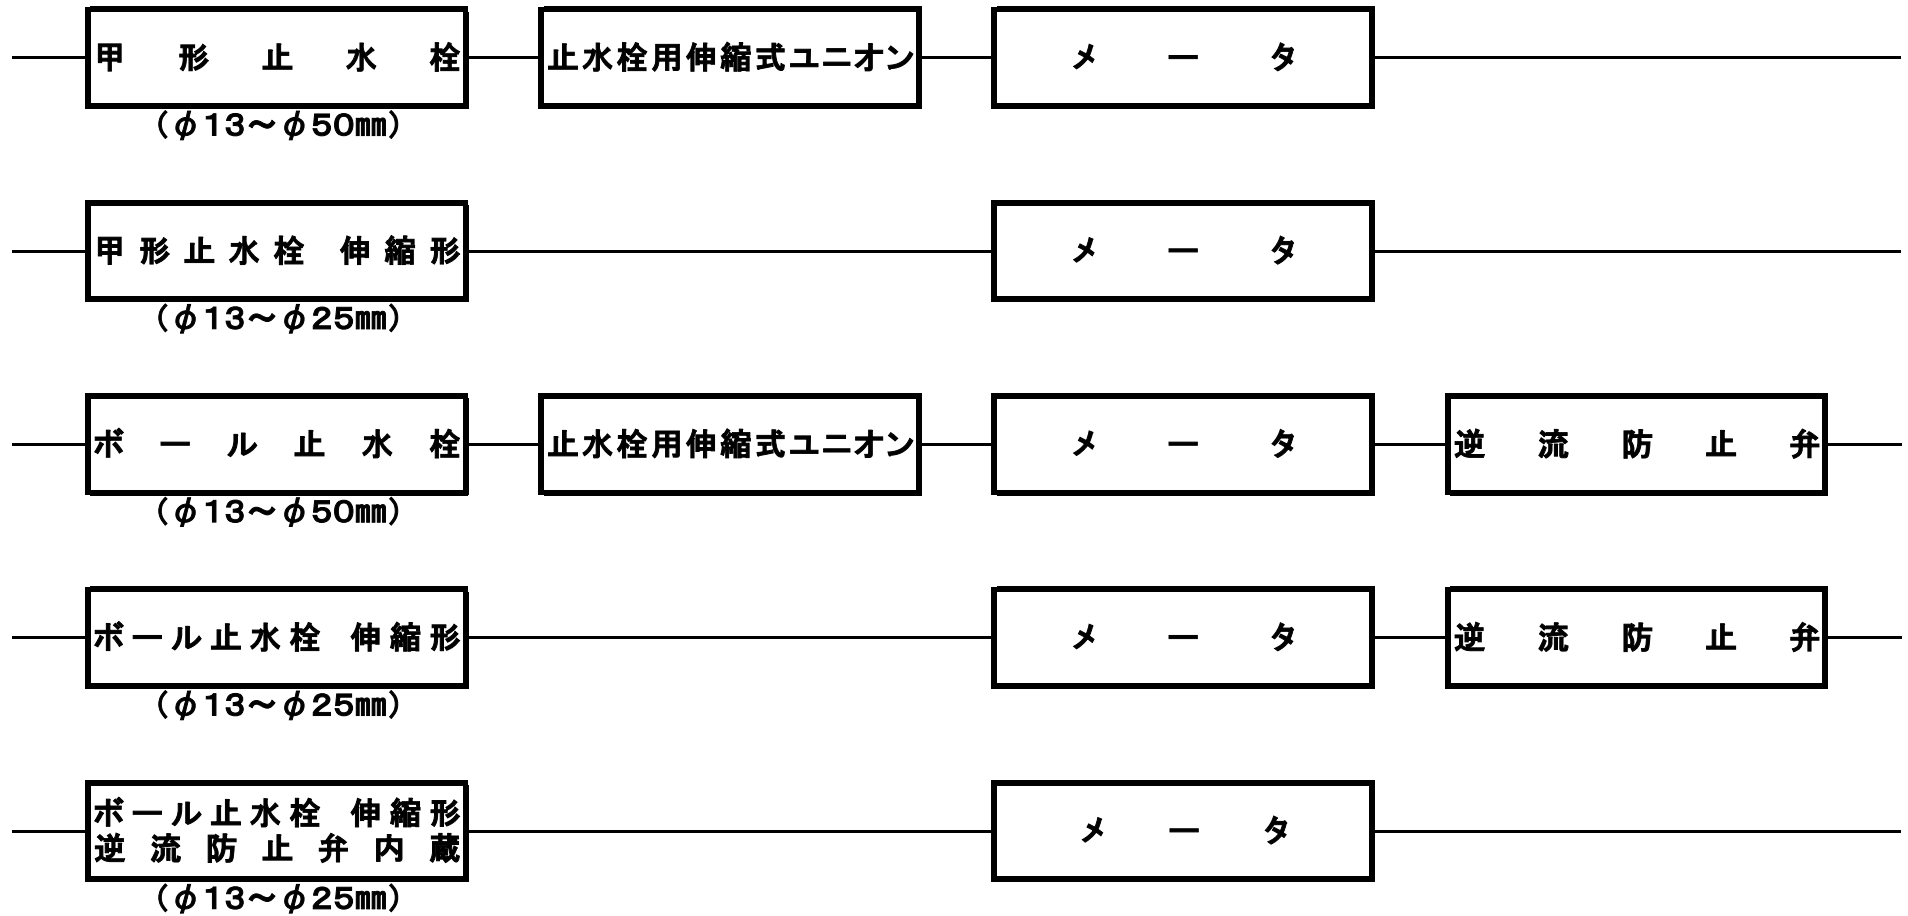 甲形止水栓 止水栓用伸縮式ユニオン メータ
（φ13～φ50㎜）
甲形止水栓 伸縮形 メータ
（φ13～φ25㎜）
ボール止水栓 止水栓用伸縮式ユニオン メータ 逆流防止弁
（φ13～φ50㎜）
ボール止水栓 伸縮形 メータ 逆流防止弁
（φ13～φ25㎜）
ボール止水栓 伸縮形
逆流防止弁内蔵
メータ
（φ13～φ25㎜）